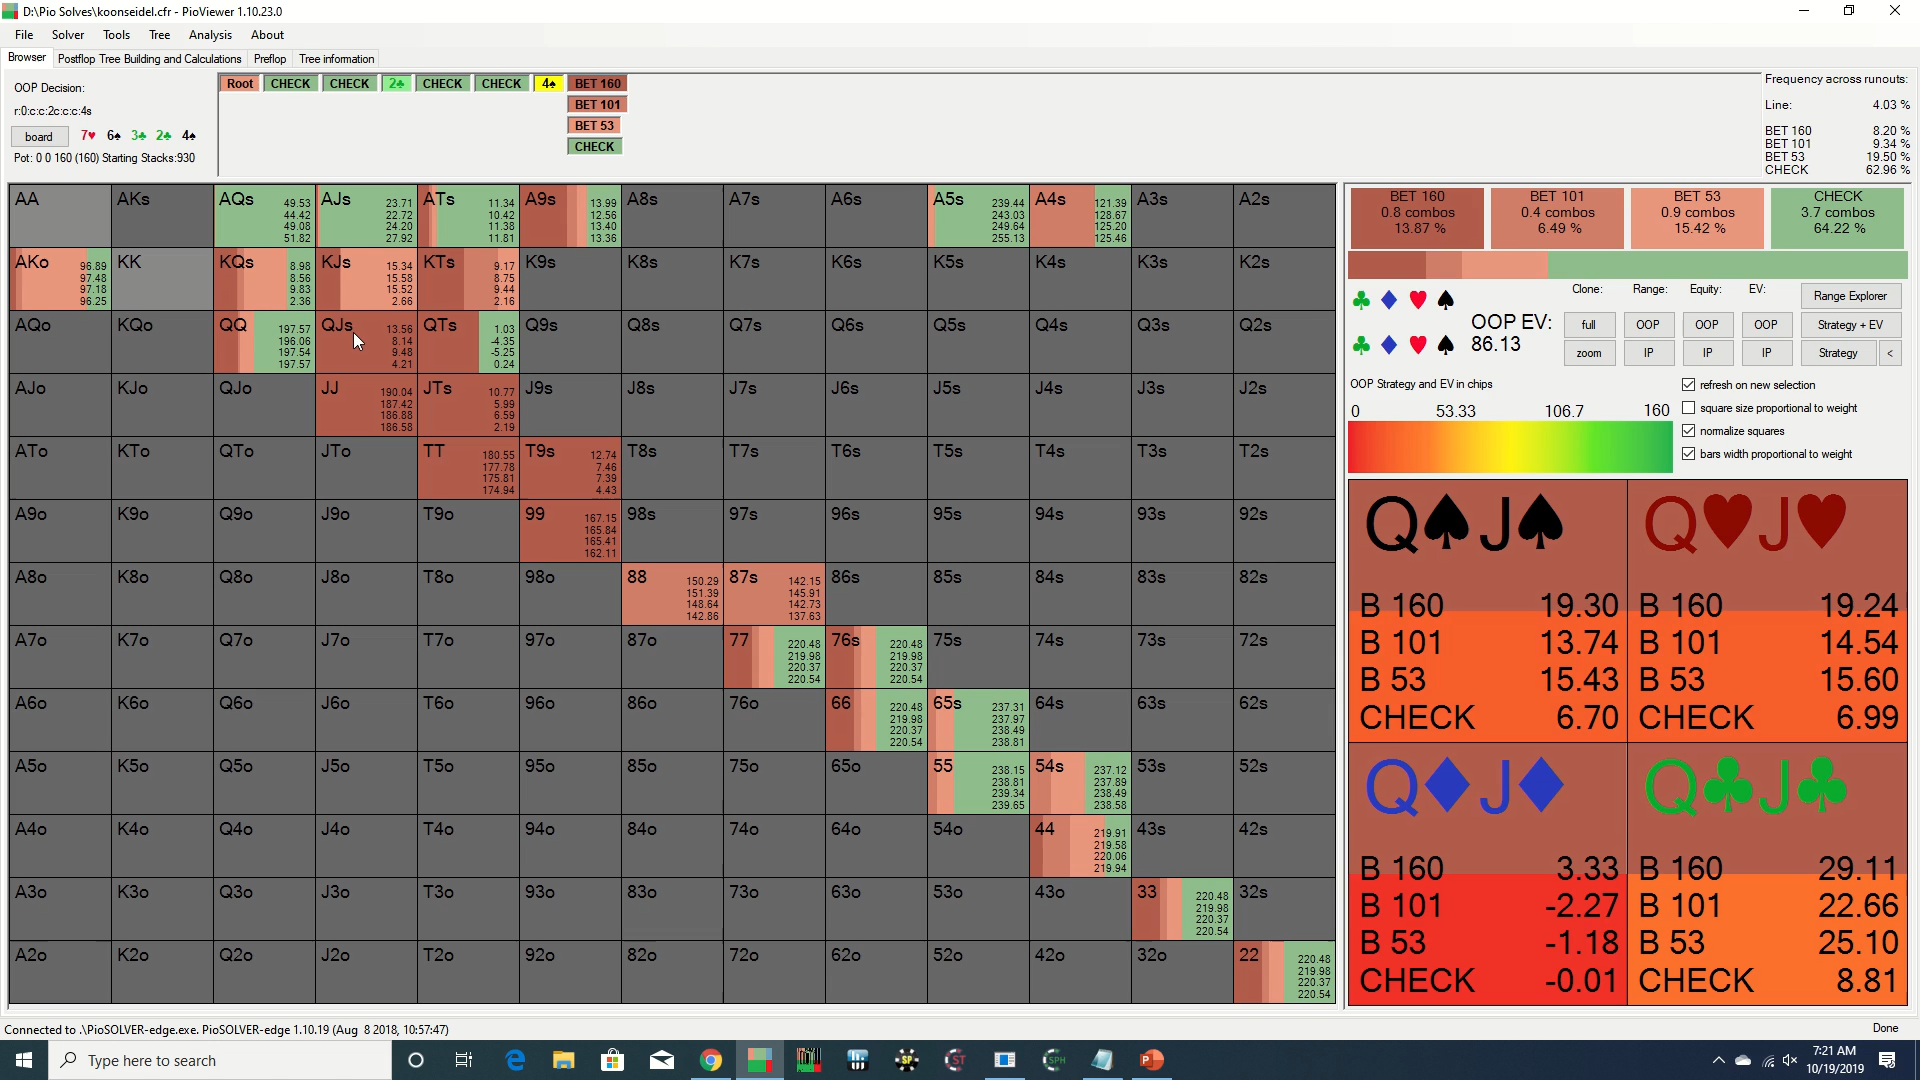 D:\Pio Solves\koonseidel.cfr - PioViewer 1.10.23.0
File Solver Tools Tree Analysis About
Browser Postflop Tree Building and Calculations Preflop Tree information
OOP Decision:
r:0:c:c:2c:c:c:4s
board 7♥ 6♠ 3♣ 2♣ 4♠
Pot: 0 0 160 (160) Starting Stacks:930
Root CHECK CHECK 2♣ CHECK CHECK 4♠ BET 160
BET 101
BET 53
CHECK
Frequency across runouts:
Line: 4.03 %
BET 160 8.20 %
BET 101 9.34 %
BET 53 19.50 %
CHECK 62.96 %
AA AKs AQs 49.53 44.42 49.08 51.82 AJs 23.71 22.72 24.20 27.92 ATs 11.34 10.42 11.38 11.81 A9s 13.99 12.56 13.40 13.36 A8s A7s A6s A5s 239.44 243.03 249.64 255.13 A4s 121.39 128.67 125.20 125.46 A3s A2s
AKo 96.89 97.48 97.18 96.25 KK KQs 8.98 8.56 9.83 2.36 KJs 15.34 15.58 15.52 2.66 KTs 9.17 8.75 9.44 2.16 K9s K8s K7s K6s K5s K4s K3s K2s
AQo KQo QQ 197.57 196.06 197.54 197.57 QJs 13.56 8.14 9.48 4.21 QTs 1.03 -4.35 -5.25 0.24 Q9s Q8s Q7s Q6s Q5s Q4s Q3s Q2s
AJo KJo QJo JJ 190.04 187.42 186.88 186.58 JTs 10.77 5.99 6.59 2.19 J9s J8s J7s J6s J5s J4s J3s J2s
ATo KTo QTo JTo TT 180.55 177.78 175.81 174.94 T9s 12.74 7.46 7.39 4.43 T8s T7s T6s T5s T4s T3s T2s
A9o K9o Q9o J9o T9o 99 167.15 165.84 165.41 162.11 98s 97s 96s 95s 94s 93s 92s
A8o K8o Q8o J8o T8o 98o 88 150.29 151.39 148.64 142.86 87s 142.15 145.91 142.73 137.63 86s 85s 84s 83s 82s
A7o K7o Q7o J7o T7o 97o 87o 77 220.48 219.98 220.37 220.54 76s 220.48 219.98 220.37 220.54 75s 74s 73s 72s
A6o K6o Q6o J6o T6o 96o 86o 76o 66 220.48 219.98 220.37 220.54 65s 237.31 237.97 238.49 238.81 64s 63s 62s
A5o K5o Q5o J5o T5o 95o 85o 75o 65o 55 238.15 238.81 239.34 239.65 54s 237.12 237.89 238.49 238.58 53s 52s
A4o K4o Q4o J4o T4o 94o 84o 74o 64o 54o 44 219.91 219.58 220.06 219.94 43s 42s
A3o K3o Q3o J3o T3o 93o 83o 73o 63o 53o 43o 33 220.48 219.98 220.37 220.54 32s
A2o K2o Q2o J2o T2o 92o 82o 72o 62o 52o 42o 32o 22 220.48 219.98 220.37 220.54
BET 160 BET 101 BET 53 CHECK
0.8 combos 0.4 combos 0.9 combos 3.7 combos
13.87 % 6.49 % 15.42 % 64.22 %
♣ ♦ ♥ ♠
♣ ♦ ♥ ♠
OOP EV:
86.13
Clone: Range: Equity: EV: Range Explorer
full OOP OOP OOP Strategy + EV
zoom IP IP IP Strategy <
OOP Strategy and EV in chips
0 53.33 106.7 160
refresh on new selection
square size proportional to weight
normalize squares
bars width proportional to weight
Q♠J♠ Q♥J♥
B 160 19.30 B 160 19.24
B 101 13.74 B 101 14.54
B 53 15.43 B 53 15.60
CHECK 6.70 CHECK 6.99
Q♦J♦ Q♣J♣
B 160 3.33 B 160 29.11
B 101 -2.27 B 101 22.66
B 53 -1.18 B 53 25.10
CHECK -0.01 CHECK 8.81
Connected to .\PioSOLVER-edge.exe. PioSOLVER-edge 1.10.19 (Aug 8 2018, 10:57:47) Done
Type here to search
SP ST SPH
7:21 AM
10/19/2019